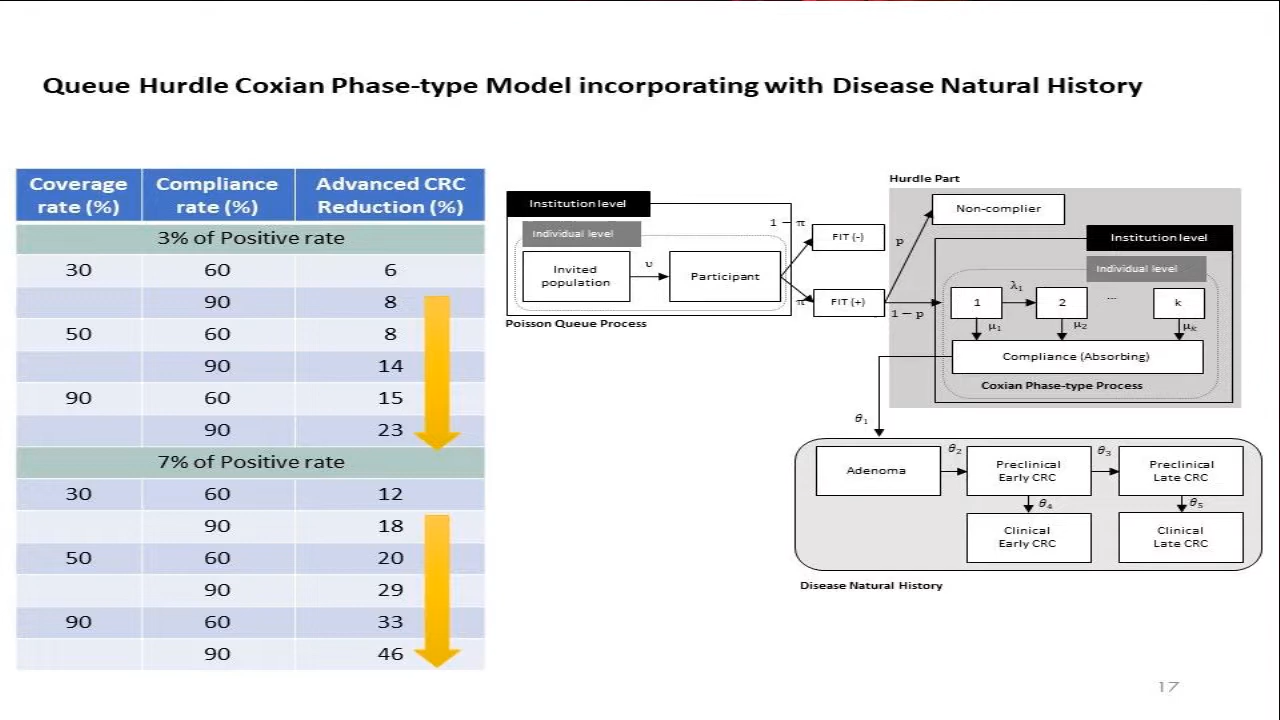 Queue Hurdle Coxian Phase-type Model incorporating with Disease Natural History
Coverage rate (%) Compliance rate (%) Advanced CRC Reduction (%)
3% of Positive rate
30 60 6
90 8
50 60 8
90 14
90 60 15
90 23
7% of Positive rate
30 60 12
90 18
50 60 20
90 29
90 60 33
90 46
Institution level
Individual level
Invited population
υ
Participant
Poisson Queue Process
1 − π
π
FIT (-)
FIT (+)
Hurdle Part
p
1 − p
Non-complier
Institution level
Individual level
1 λ1 2 ... k
μ1 μ2 μk
Compliance (Absorbing)
Coxian Phase-type Process
θ1
Adenoma
θ2
Preclinical Early CRC
θ3
Preclinical Late CRC
θ4
θ5
Clinical Early CRC
Clinical Late CRC
Disease Natural History
17